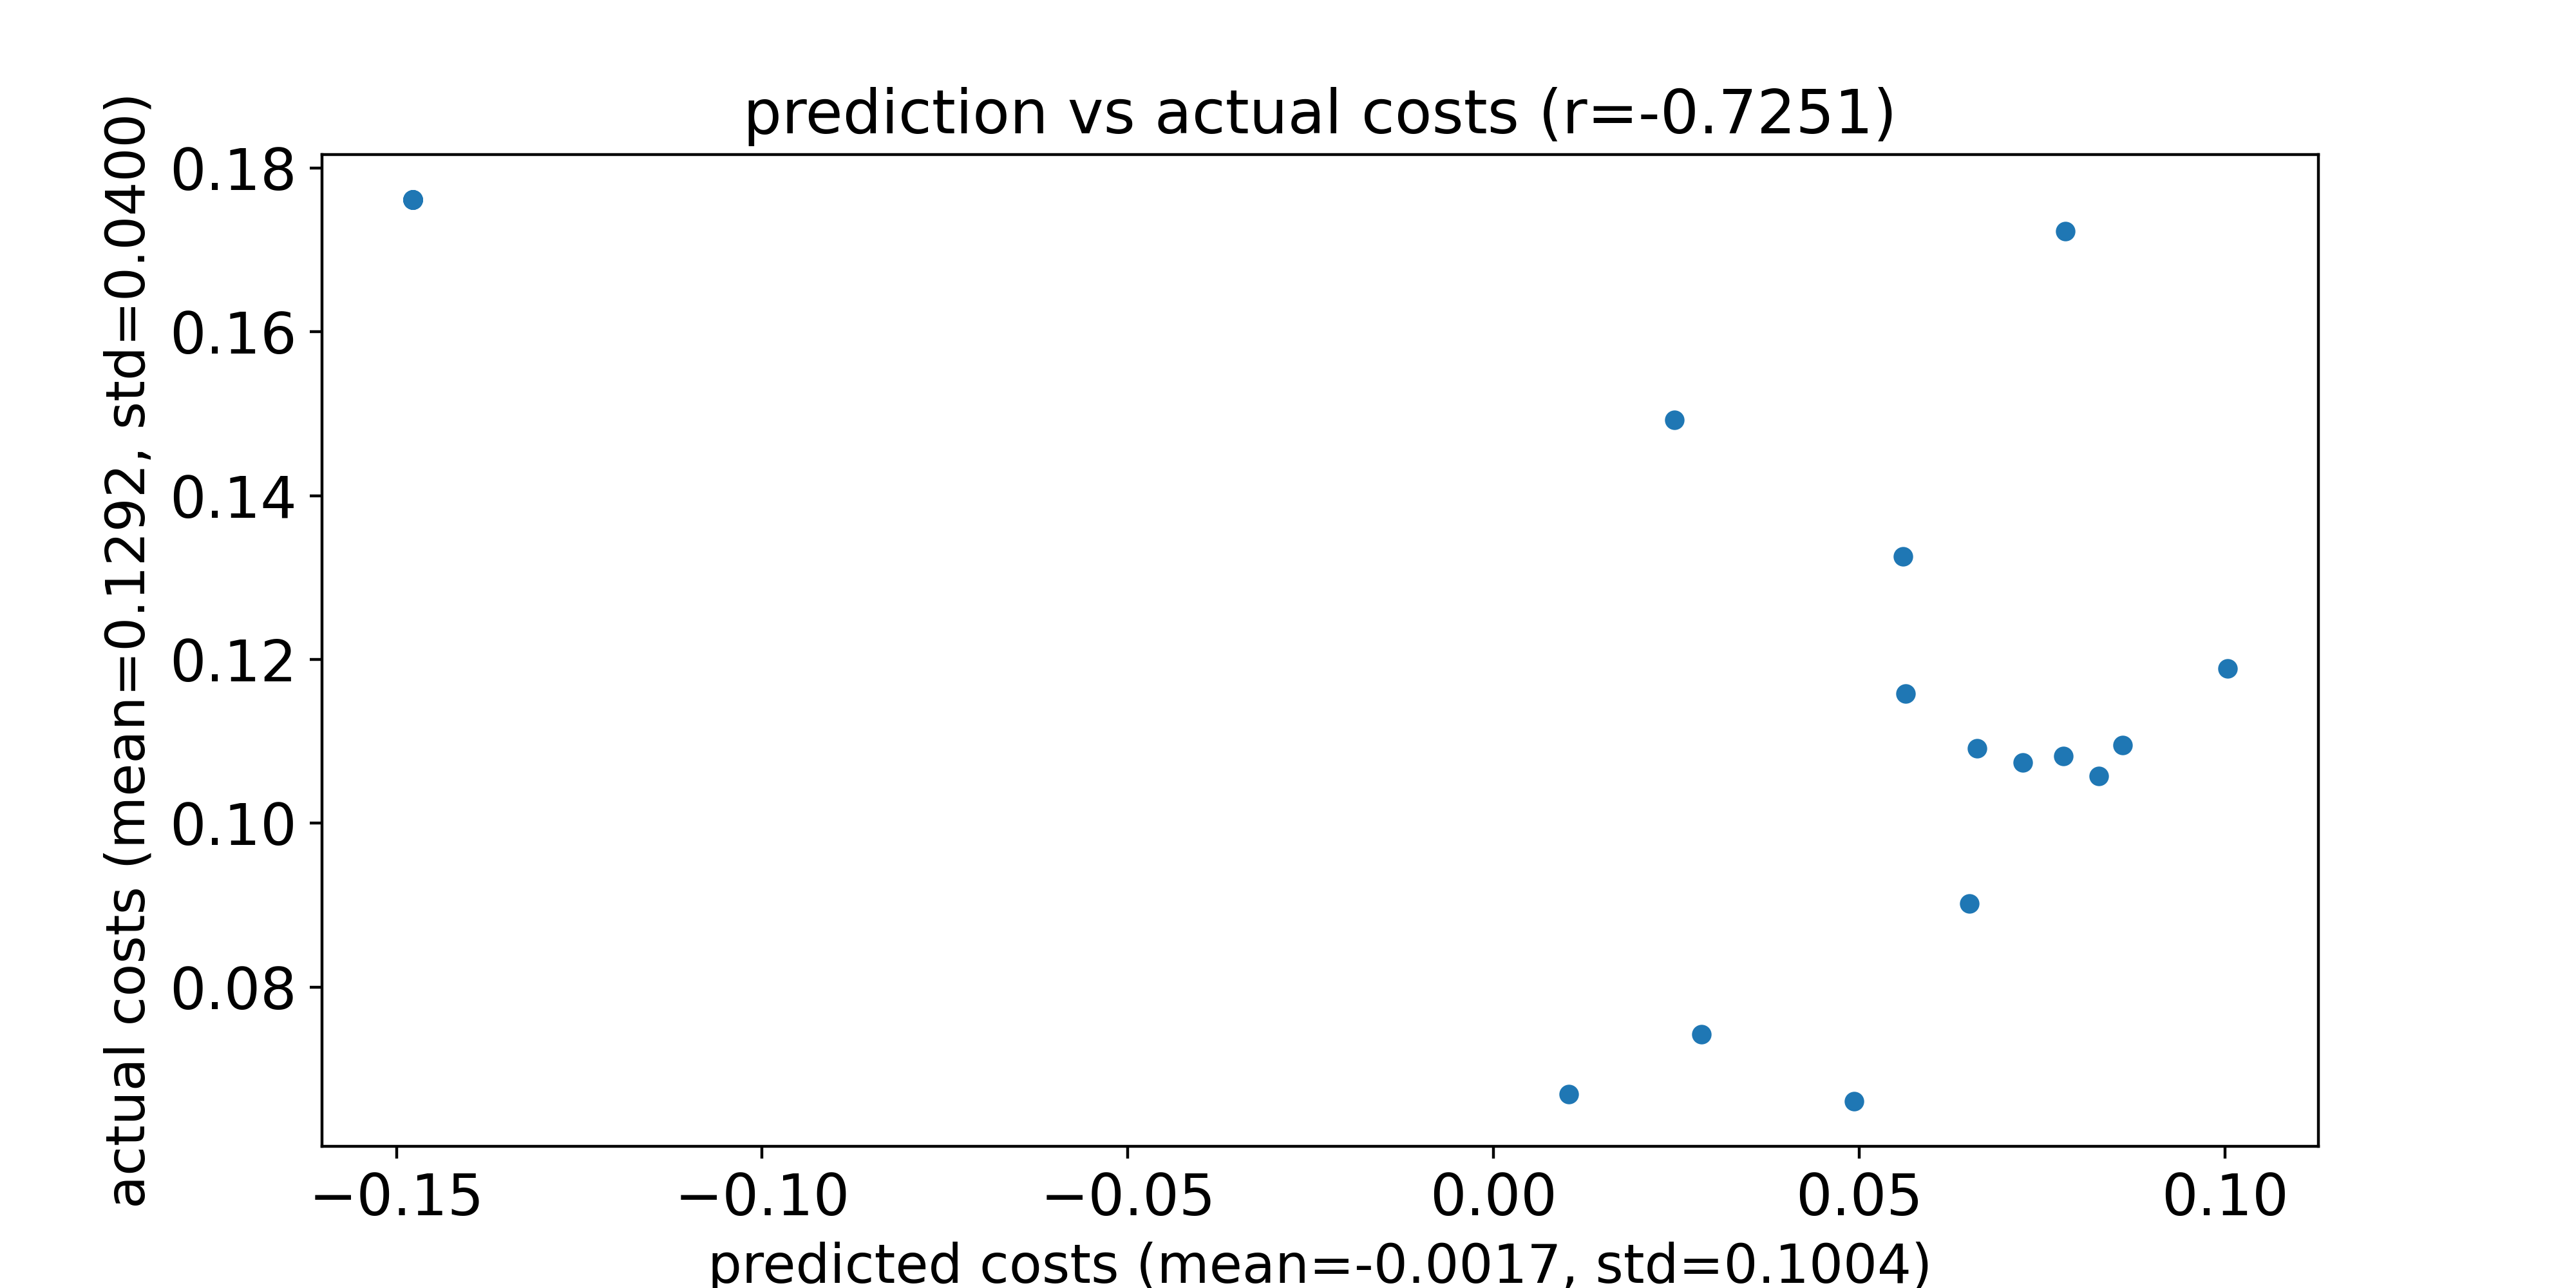 prediction vs actual costs (r=-0.7251)
actual costs (mean=0.1292, std=0.0400)
0.18
0.16
0.14
0.12
0.10
0.08
−0.15 −0.10 −0.05 0.00 0.05 0.10
predicted costs (mean=-0.0017, std=0.1004)